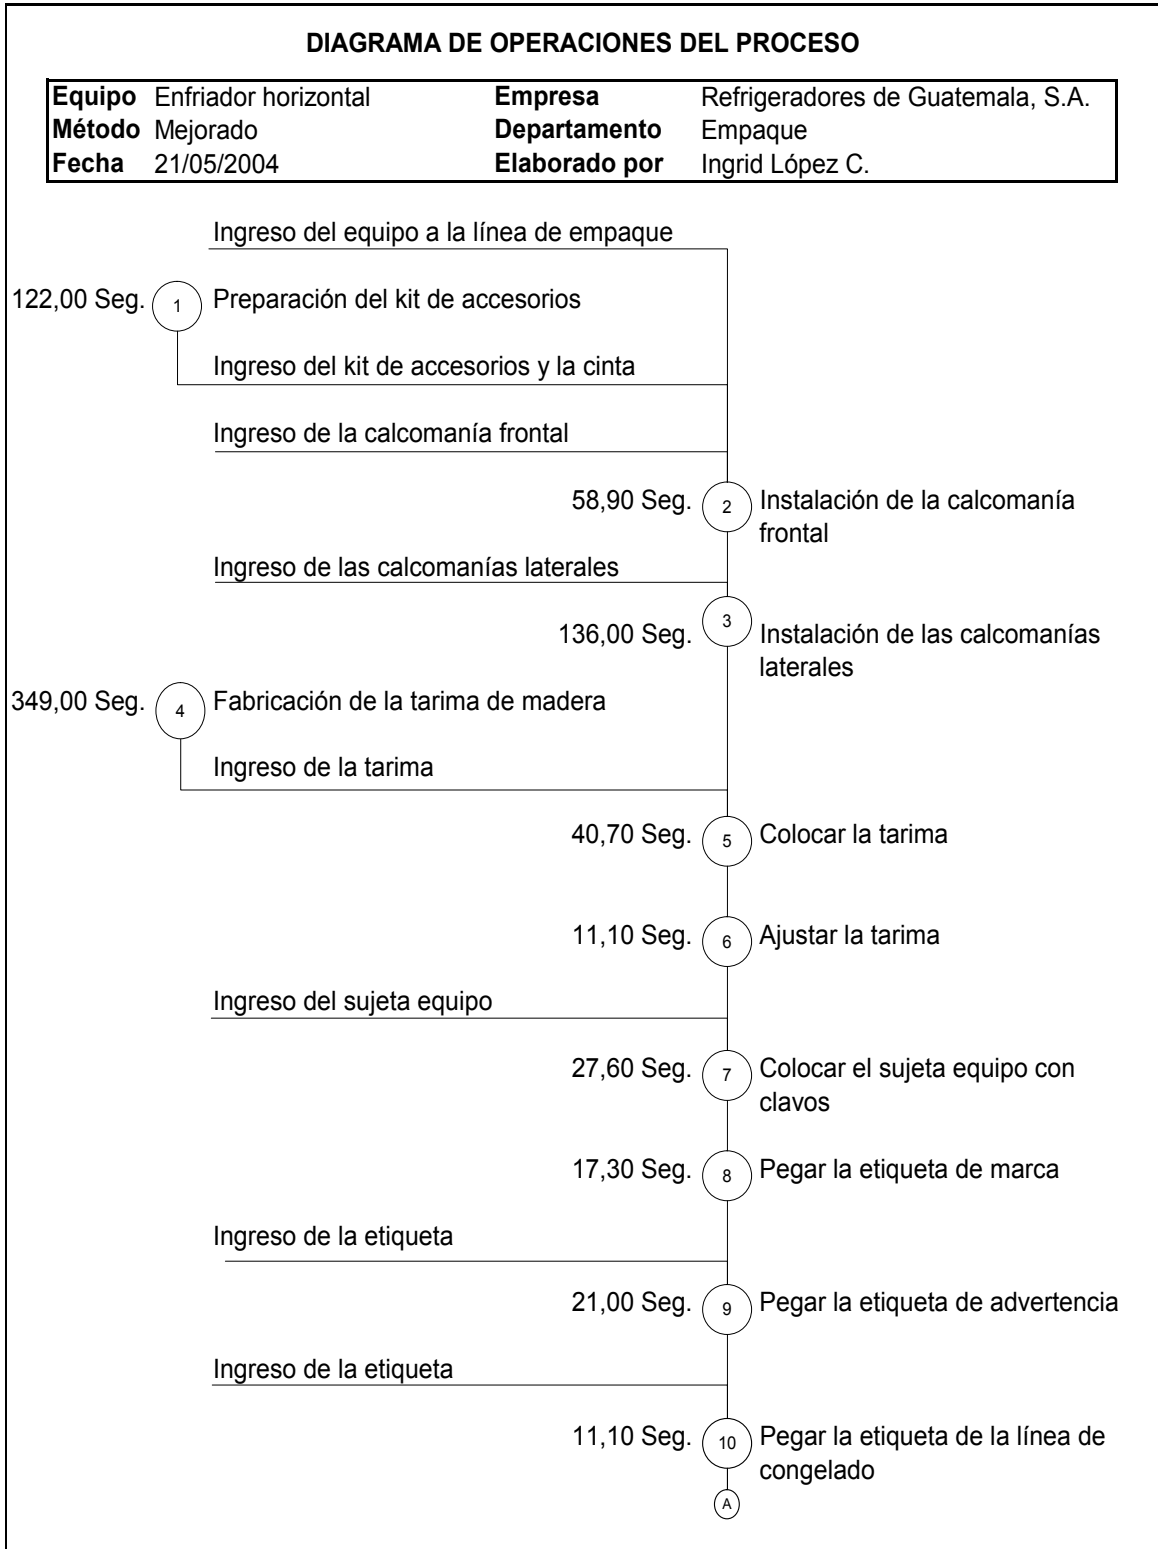 DIAGRAMA DE OPERACIONES DEL PROCESO
Equipo Enfriador horizontal Empresa Refrigeradores de Guatemala, S.A.
Método Mejorado Departamento Empaque
Fecha 21/05/2004 Elaborado por Ingrid López C.
Ingreso del equipo a la línea de empaque
122,00 Seg. 1 Preparación del kit de accesorios
Ingreso del kit de accesorios y la cinta
Ingreso de la calcomanía frontal
58,90 Seg. 2 Instalación de la calcomanía
frontal
Ingreso de las calcomanías laterales
136,00 Seg. 3 Instalación de las calcomanías
laterales
349,00 Seg. 4 Fabricación de la tarima de madera
Ingreso de la tarima
40,70 Seg. 5 Colocar la tarima
11,10 Seg. 6 Ajustar la tarima
Ingreso del sujeta equipo
27,60 Seg. 7 Colocar el sujeta equipo con
clavos
17,30 Seg. 8 Pegar la etiqueta de marca
Ingreso de la etiqueta
21,00 Seg. 9 Pegar la etiqueta de advertencia
Ingreso de la etiqueta
11,10 Seg. 10 Pegar la etiqueta de la línea de
congelado
A